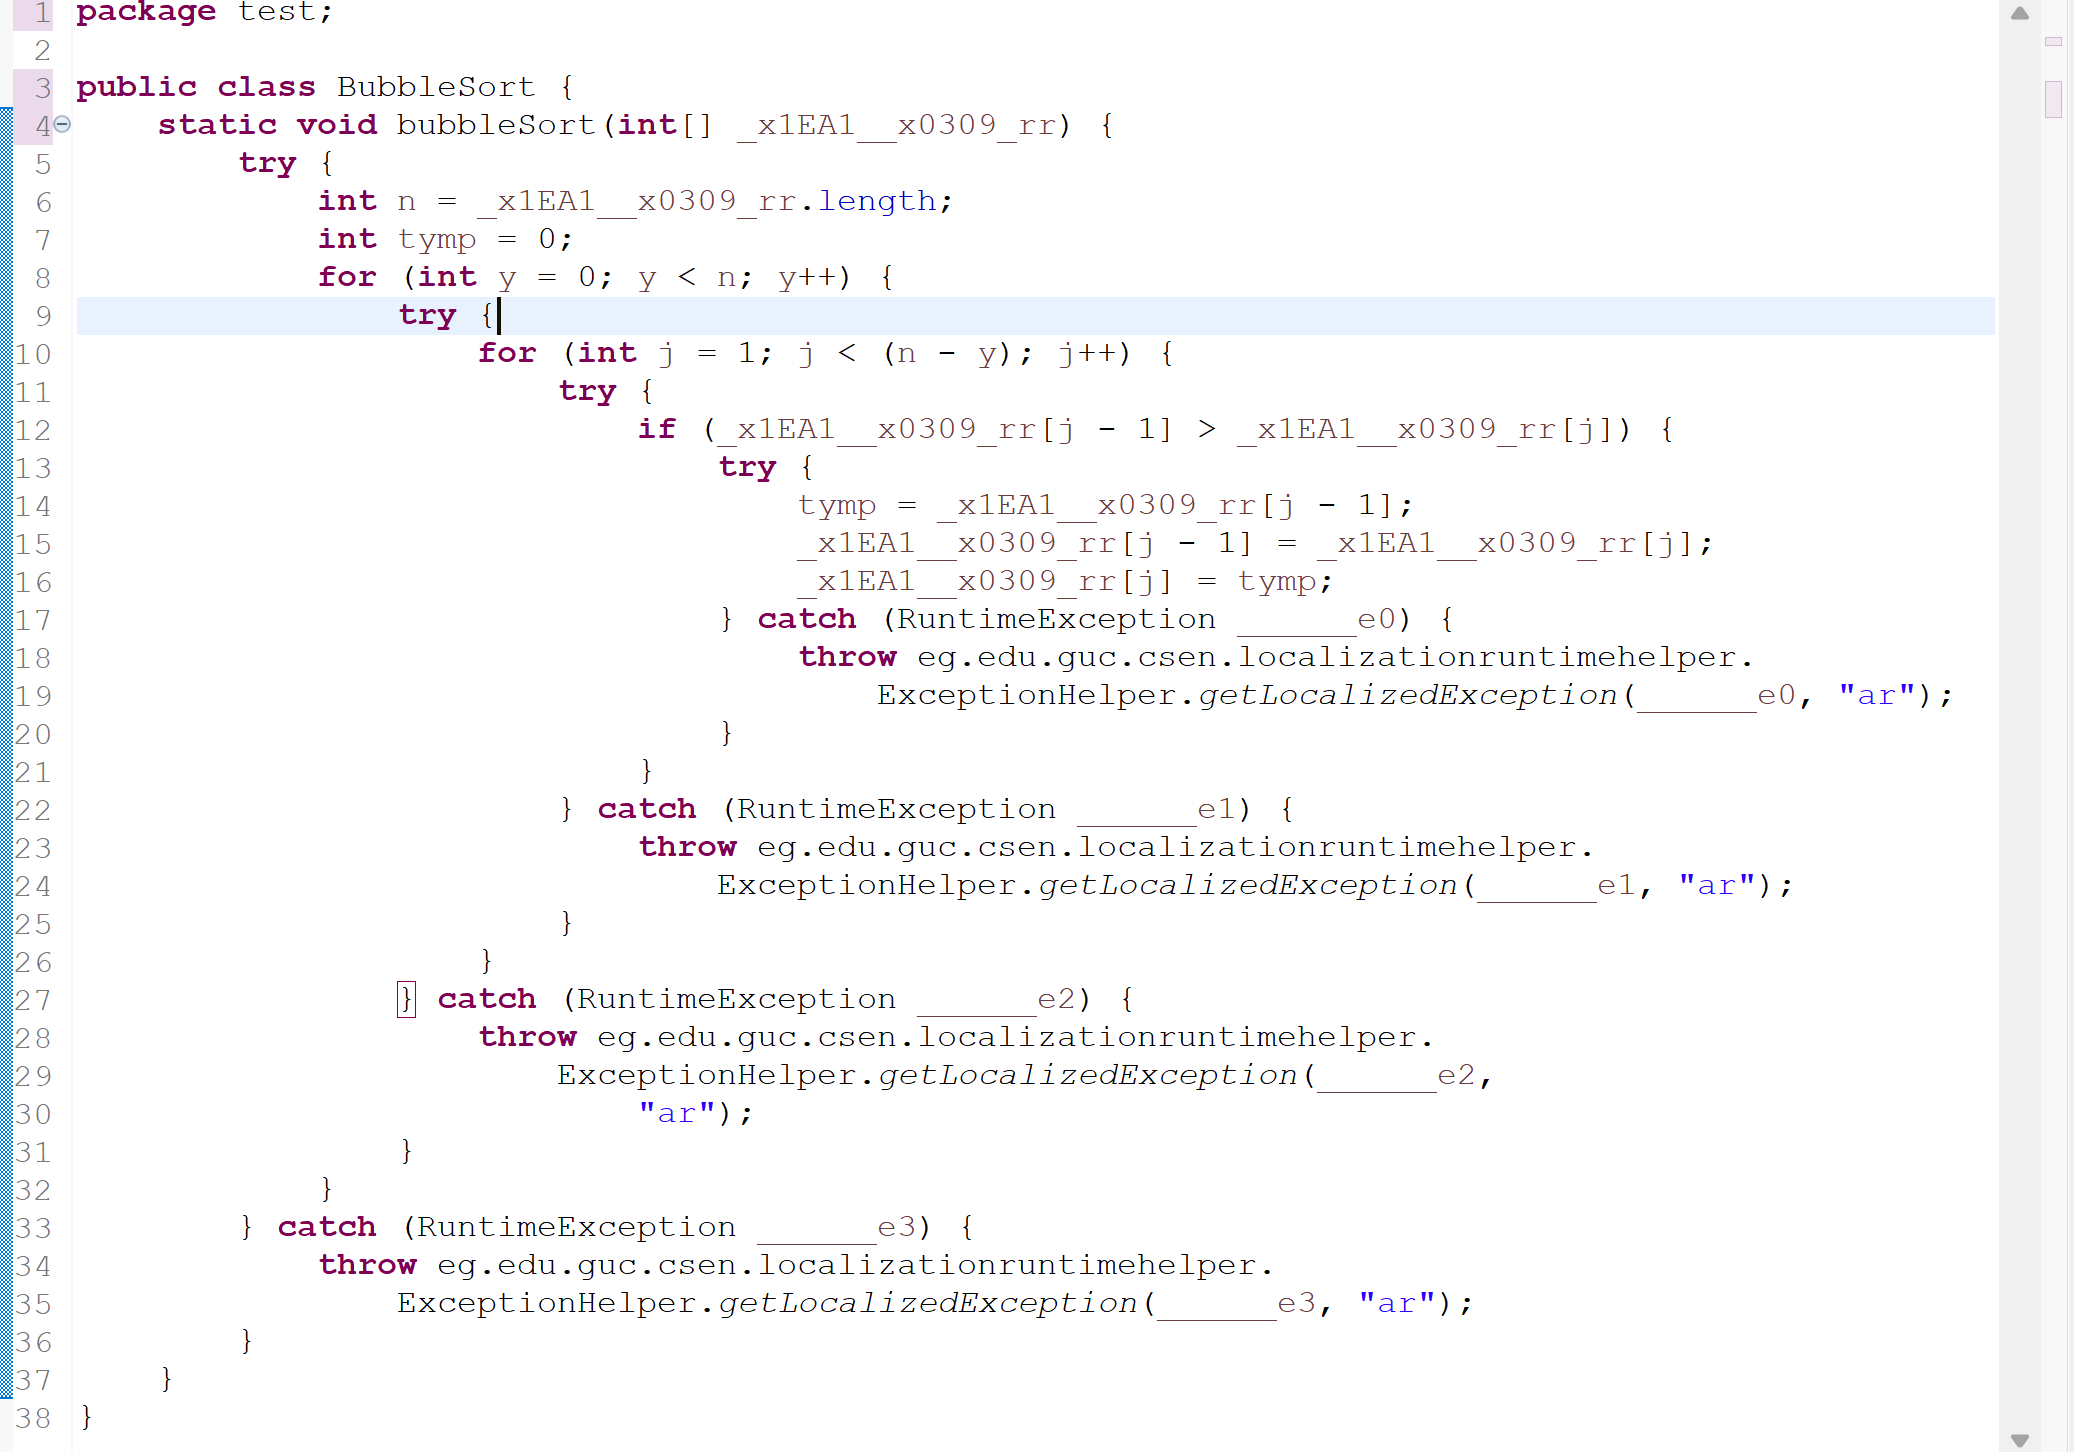 1 package test;
2
3 public class BubbleSort {
4     static void bubbleSort(int[] _x1EA1__x0309_rr) {
5         try {
6             int n = _x1EA1__x0309_rr.length;
7             int tymp = 0;
8             for (int y = 0; y < n; y++) {
9                 try {
10                     for (int j = 1; j < (n - y); j++) {
11                         try {
12                             if (_x1EA1__x0309_rr[j - 1] > _x1EA1__x0309_rr[j]) {
13                                 try {
14                                     tymp = _x1EA1__x0309_rr[j - 1];
15                                     _x1EA1__x0309_rr[j - 1] = _x1EA1__x0309_rr[j];
16                                     _x1EA1__x0309_rr[j] = tymp;
17                                 } catch (RuntimeException ______e0) {
18                                     throw eg.edu.guc.csen.localizationruntimehelper.
19                                         ExceptionHelper.getLocalizedException(______e0, "ar");
20                                 }
21                             }
22                         } catch (RuntimeException ______e1) {
23                             throw eg.edu.guc.csen.localizationruntimehelper.
24                                 ExceptionHelper.getLocalizedException(______e1, "ar");
25                         }
26                     }
27                 } catch (RuntimeException ______e2) {
28                     throw eg.edu.guc.csen.localizationruntimehelper.
29                         ExceptionHelper.getLocalizedException(______e2,
30                             "ar");
31                 }
32             }
33         } catch (RuntimeException ______e3) {
34             throw eg.edu.guc.csen.localizationruntimehelper.
35                 ExceptionHelper.getLocalizedException(______e3, "ar");
36         }
37     }
38 }